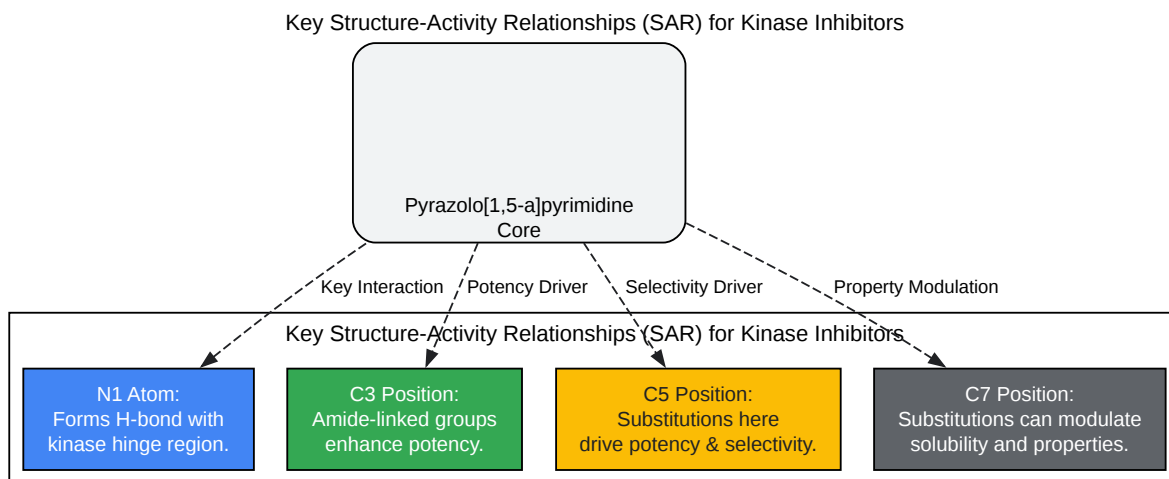 Key Structure-Activity Relationships (SAR) for Kinase Inhibitors
Pyrazolo[1,5-a]pyrimidine
Core
Key Interaction
Potency Driver
Selectivity Driver
Property Modulation
Key Structure-Activity Relationships (SAR) for Kinase Inhibitors
N1 Atom:
Forms H-bond with
kinase hinge region.
C3 Position:
Amide-linked groups
enhance potency.
C5 Position:
Substitutions here
drive potency & selectivity.
C7 Position:
Substitutions can modulate
solubility and properties.